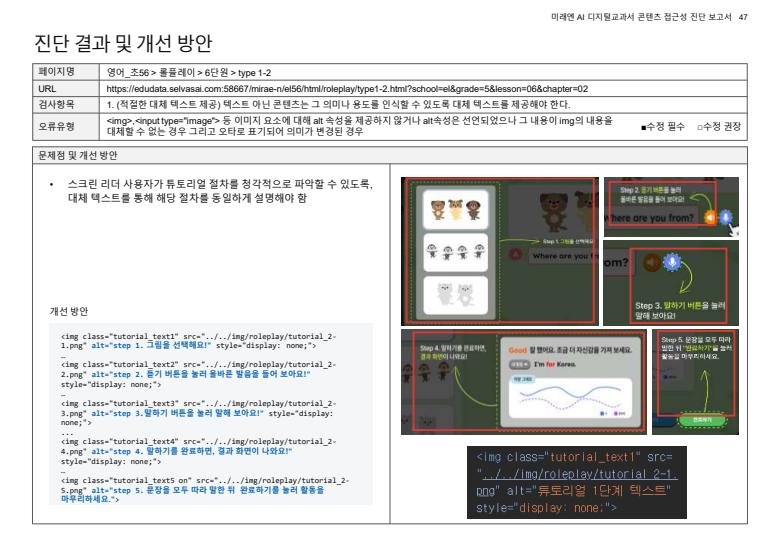 미래엔 AI 디지털교과서 콘텐츠 접근성 진단 보고서 47
진단 결과 및 개선 방안
페이지명 영어_초56 > 롤플레이 > 6단원 > type 1-2
URL https://edudata.selvasai.com:58667/mirae-n/el56/html/roleplay/type1-2.html?school=el&grade=5&lesson=06&chapter=02
검사항목 1. (적절한 대체 텍스트 제공) 텍스트 아닌 콘텐츠는 그 의미나 용도를 인식할 수 있도록 대체 텍스트를 제공해야 한다.
오류유형 <img>,<input type="image"> 등 이미지 요소에 대해 alt 속성을 제공하지 않거나 alt속성은 선언되었으나 그 내용이 img의 내용을
대체할 수 없는 경우 그리고 오타로 표기되어 의미가 변경된 경우
■수정 필수 □수정 권장
문제점 및 개선 방안
• 스크린 리더 사용자가 튜토리얼 절차를 청각적으로 파악할 수 있도록,
대체 텍스트를 통해 해당 절차를 동일하게 설명해야 함
개선 방안
<img class="tutorial_text1" src="../../img/roleplay/tutorial_2-
1.png" alt="step 1. 그림을 선택해요!" style="display: none;">
…
<img class="tutorial_text2" src="../../img/roleplay/tutorial_2-
2.png" alt="step 2. 듣기 버튼을 눌러 올바른 발음을 들어 보아요!"
style="display: none;">
…
<img class="tutorial_text3" src="../../img/roleplay/tutorial_2-
3.png" alt="step 3.말하기 버튼을 눌러 말해 보아요!" style="display:
none;">
...
<img class="tutorial_text4" src="../../img/roleplay/tutorial_2-
4.png" alt="step 4. 말하기를 완료하면, 결과 화면이 나와요!"
style="display: none;">
…
<img class="tutorial_text5 on" src="../../img/roleplay/tutorial_2-
5.png" alt="step 5. 문장을 모두 따라 말한 뒤 완료하기를 눌러 활동을
마무리하세요.">
Step 1. 그림을 선택해요!
Where are you
Step 2. 듣기 버튼을 눌러
올바른 발음을 들어 보아요!
here are you from?
om?
Step 3. 말하기 버튼을 눌러
말해 보아요!
Step 4. 말하기를 완료하면,
결과 화면이 나와요!
Good 잘 했어요. 조금 더 자신감을 가져 보세요.
I'm for Korea.
Step 5. 문장을 모두 따라
말한 뒤 '완료하기'를 눌러
활동을 마무리하세요.
완료하기
<img class="tutorial_text1" src=
"../../img/roleplay/tutorial_2-1.
png" alt="튜토리얼 1단계 텍스트"
style="display: none;">